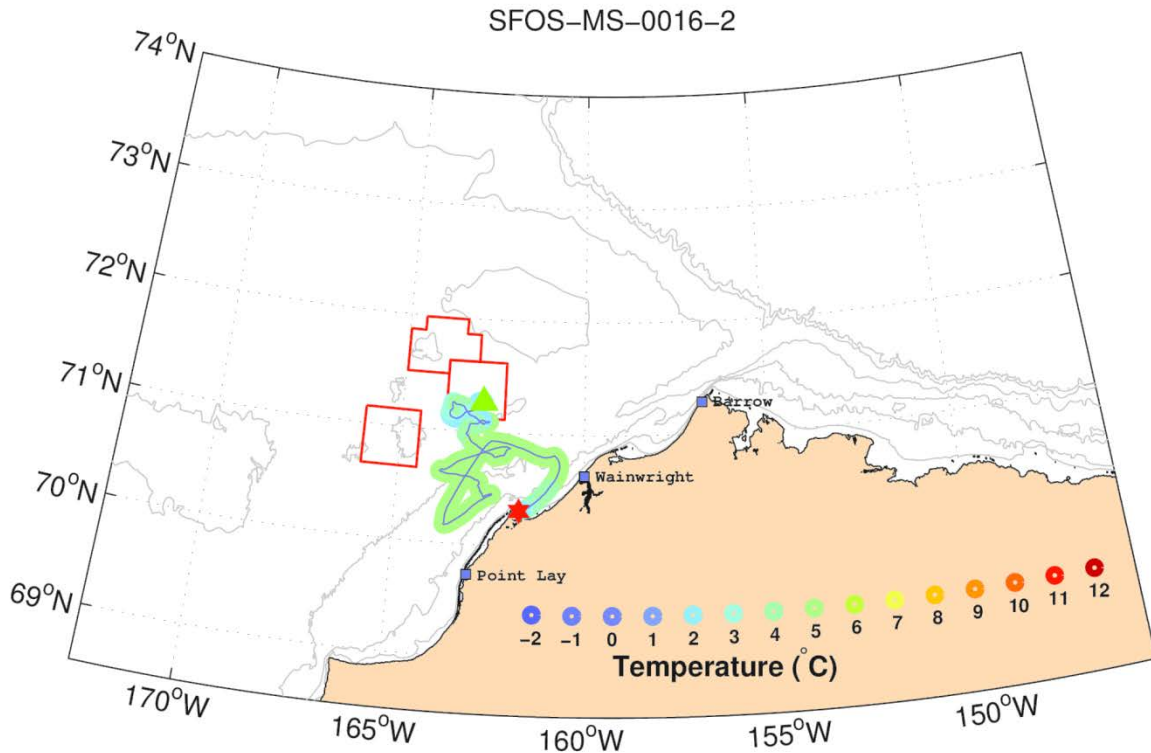 SFOS–MS–0016–2
74°N
73°N
72°N
71°N
70°N
69°N
Barrow
Wainwright
Point Lay
−2 −1 0 1 2 3 4 5 6 7 8 9 10 11 12
Temperature (°C)
170°W
165°W
160°W
155°W
150°W